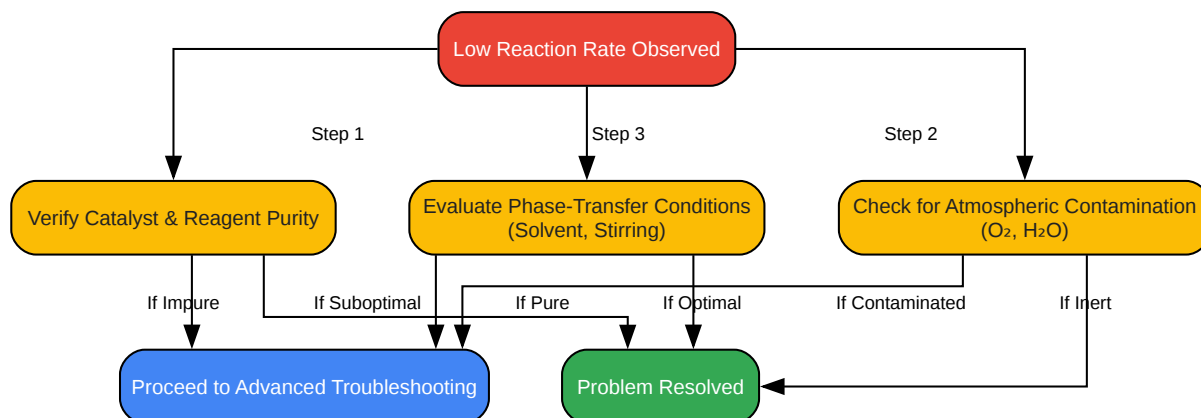 Low Reaction Rate Observed
Step 1
Step 3
Step 2
Verify Catalyst & Reagent Purity
Evaluate Phase-Transfer Conditions
(Solvent, Stirring)
Check for Atmospheric Contamination
(O₂, H₂O)
If Impure
If Suboptimal
If Pure
If Optimal
If Contaminated
If Inert
Proceed to Advanced Troubleshooting
Problem Resolved